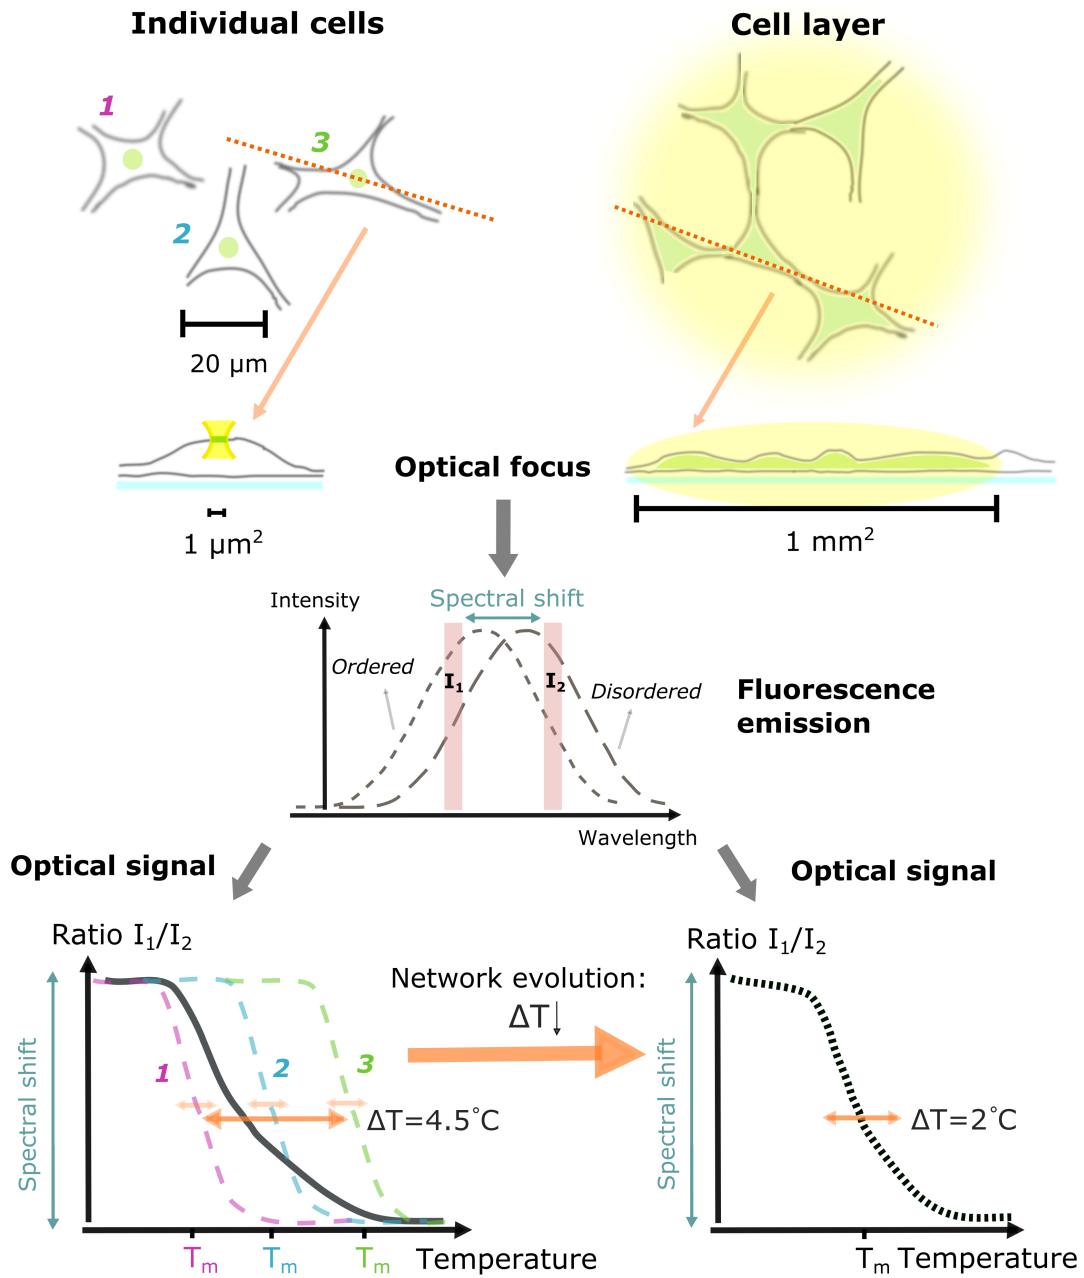 Individual cells
Cell layer
1
3
2
20 μm
Optical focus
1 μm²
1 mm²
Intensity
Spectral shift
Ordered
I₁
I₂
Disordered
Fluorescence
emission
Wavelength
Optical signal
Optical signal
Ratio I₁/I₂
Ratio I₁/I₂
Network evolution:
ΔT↓
Spectral shift
1
2
3
ΔT=4.5°C
Spectral shift
ΔT=2°C
Tₘ
Tₘ
Tₘ
Temperature
Tₘ Temperature